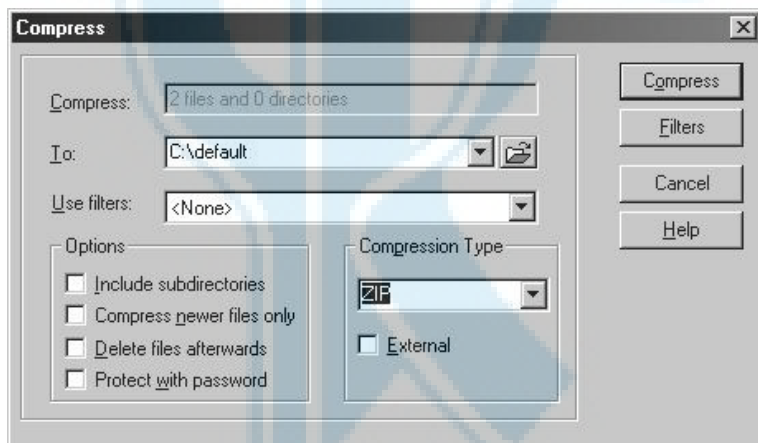 Compress
Compress:
2 files and 0 directories
To:
C:\default
Use filters:
<None>
Options
Include subdirectories
Compress newer files only
Delete files afterwards
Protect with password
Compression Type
ZIP
External
Compress
Filters
Cancel
Help